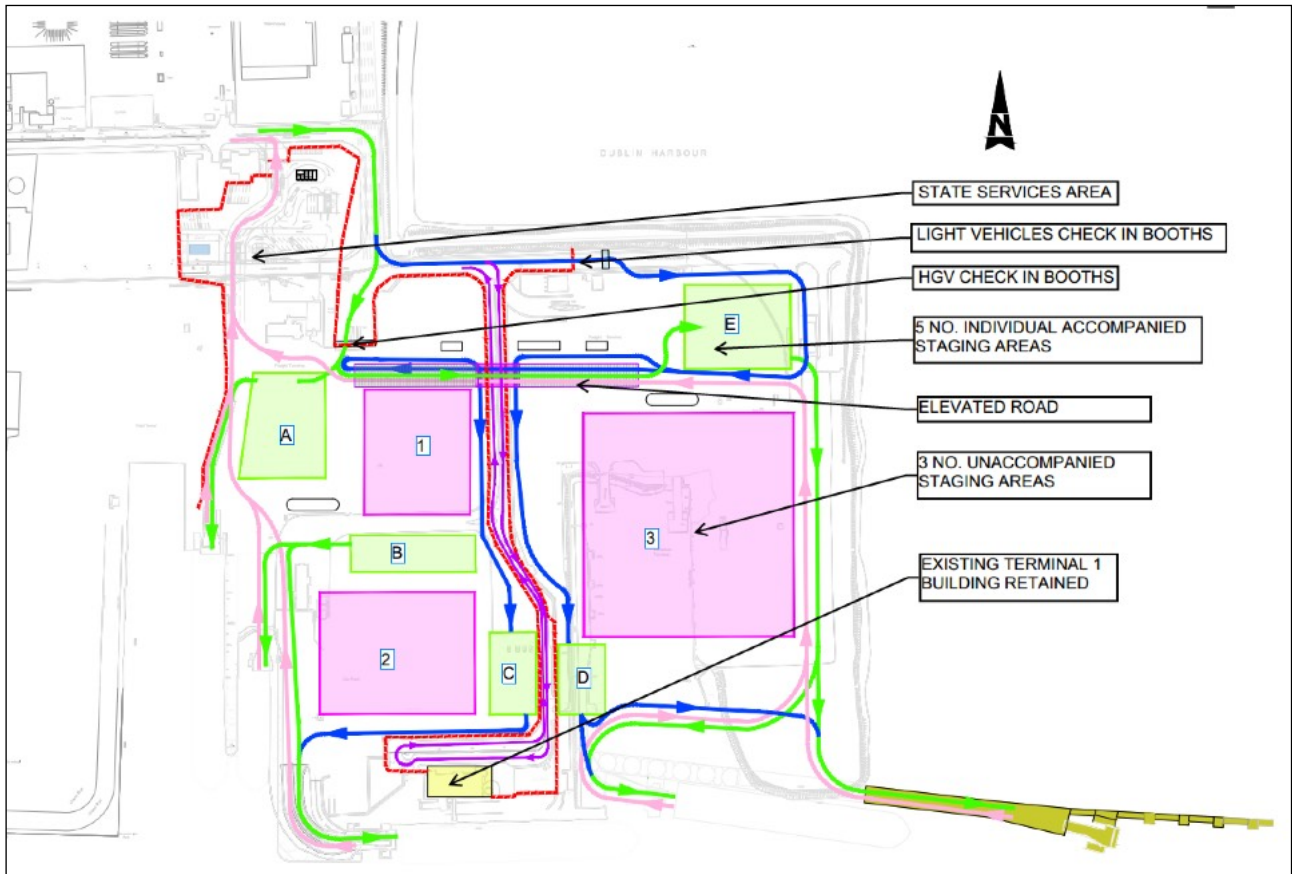 DUBLIN HARBOUR
N
STATE SERVICES AREA
LIGHT VEHICLES CHECK IN BOOTHS
HGV CHECK IN BOOTHS
E
5 NO. INDIVIDUAL ACCOMPANIED
STAGING AREAS
ELEVATED ROAD
A
1
3 NO. UNACCOMPANIED
STAGING AREAS
3
B
EXISTING TERMINAL 1
BUILDING RETAINED
2
C
D